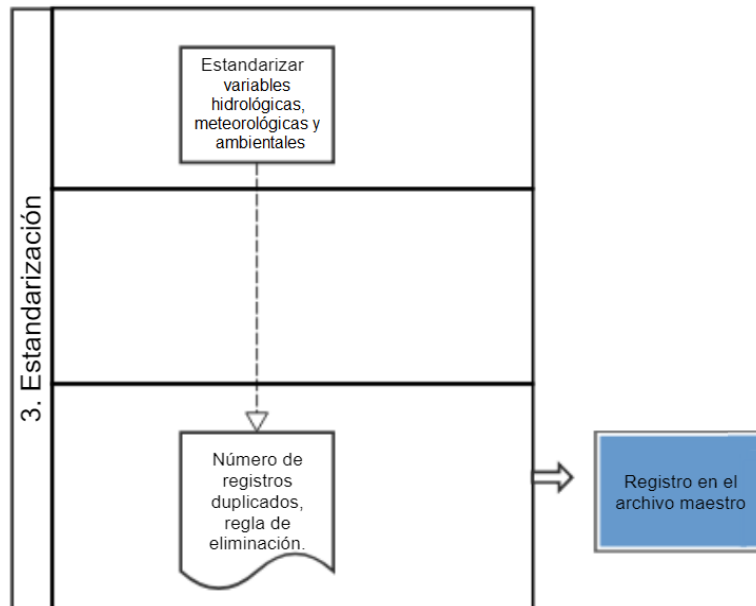 3. Estandarización
Estandarizar
variables
hidrológicas,
meteorológicas y
ambientales
Número de
registros
duplicados,
regla de
eliminación.
Registro en el
archivo maestro